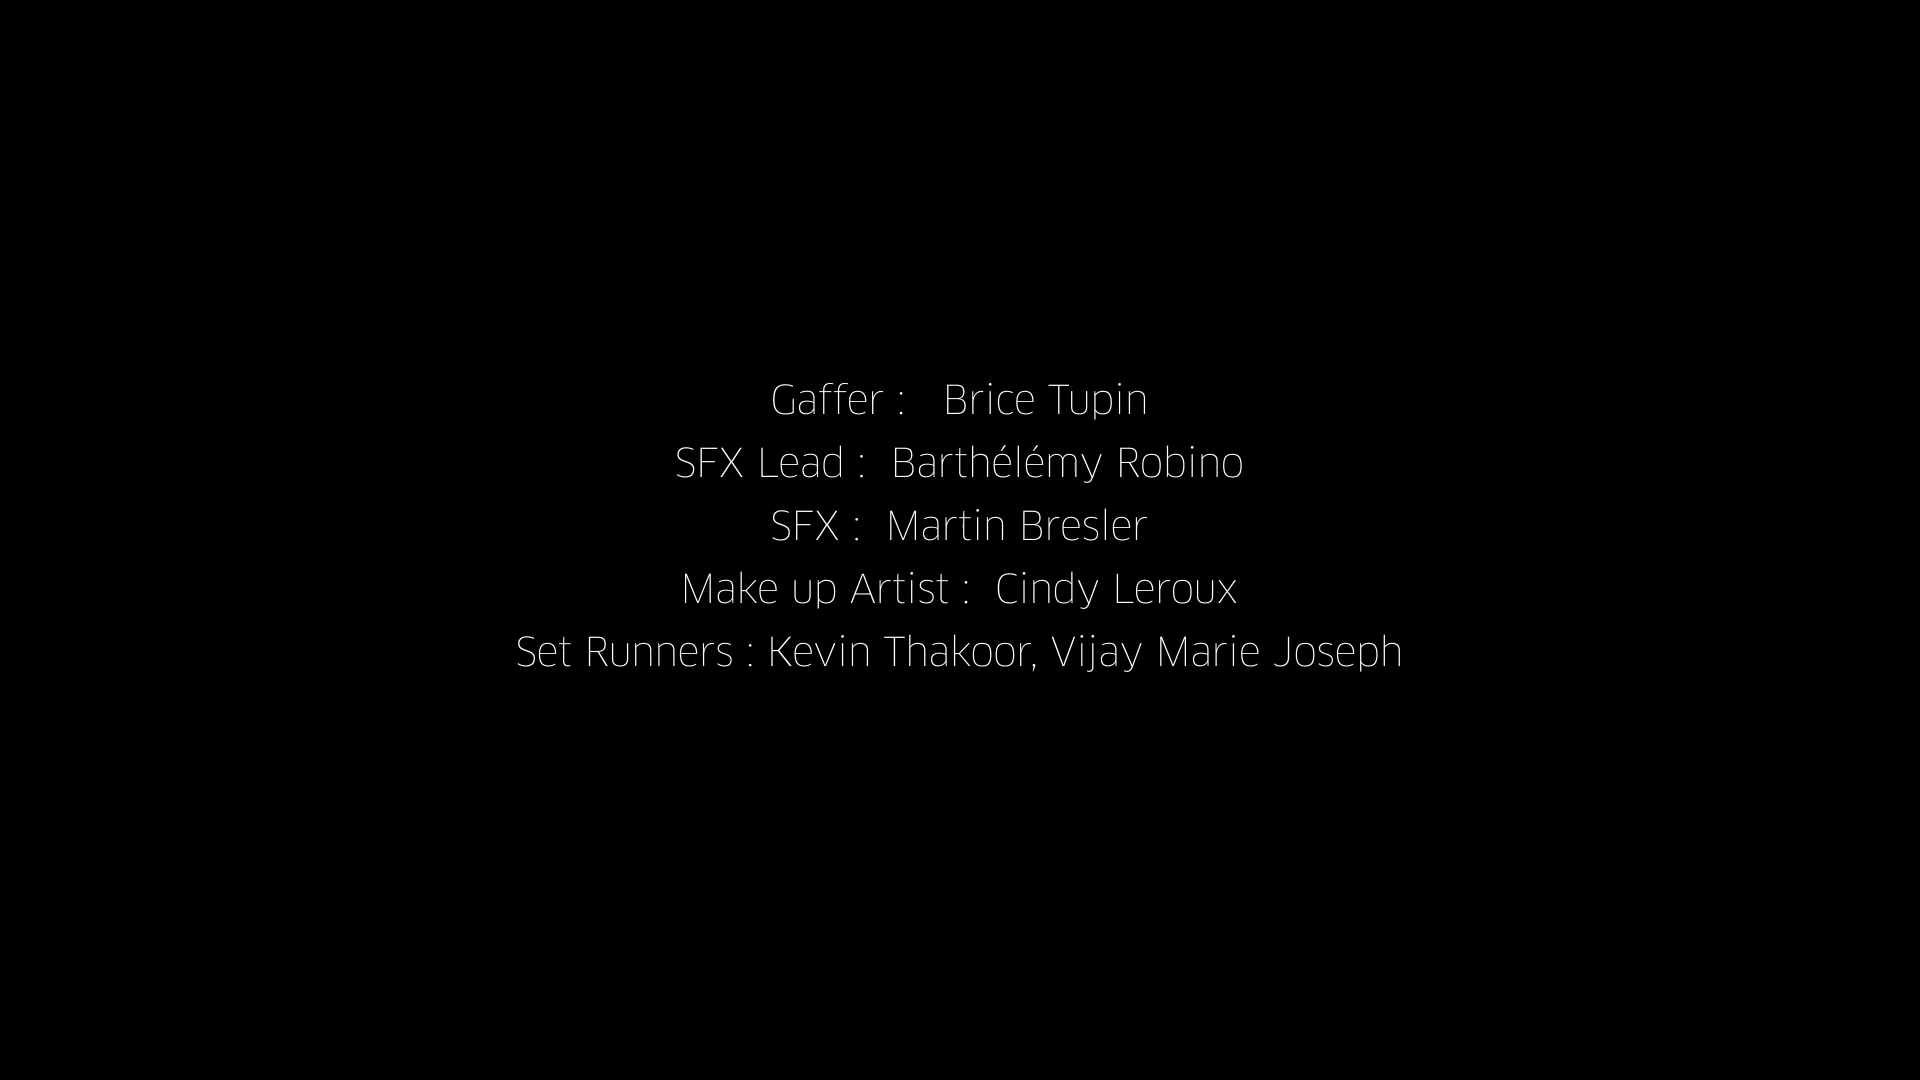 Gaffer :   Brice Tupin
SFX Lead :  Barthélémy Robino
SFX :  Martin Bresler
Make up Artist :  Cindy Leroux
Set Runners : Kevin Thakoor, Vijay Marie Joseph